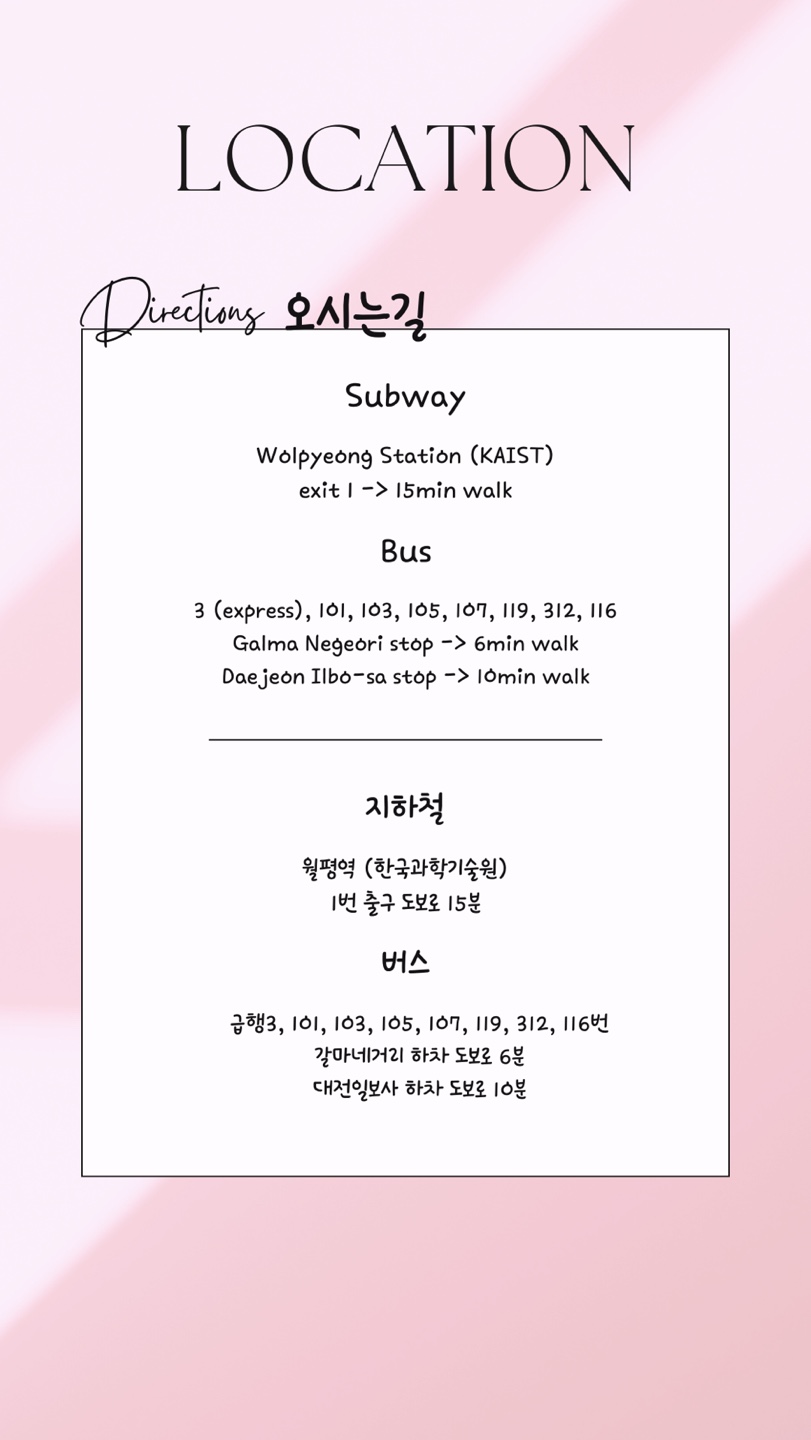 LOCATION
Directions 오시는길
Subway
Wolpyeong Station (KAIST)
exit 1 -> 15min walk
Bus
3 (express), 101, 103, 105, 107, 119, 312, 116
Galma Negeori stop -> 6min walk
Daejeon Ilbo-sa stop -> 10min walk
지하철
월평역 (한국과학기술원)
1번 출구 도보로 15분
버스
급행3, 101, 103, 105, 107, 119, 312, 116번
갈마네거리 하차 도보로 6분
대전일보사 하차 도보로 10분